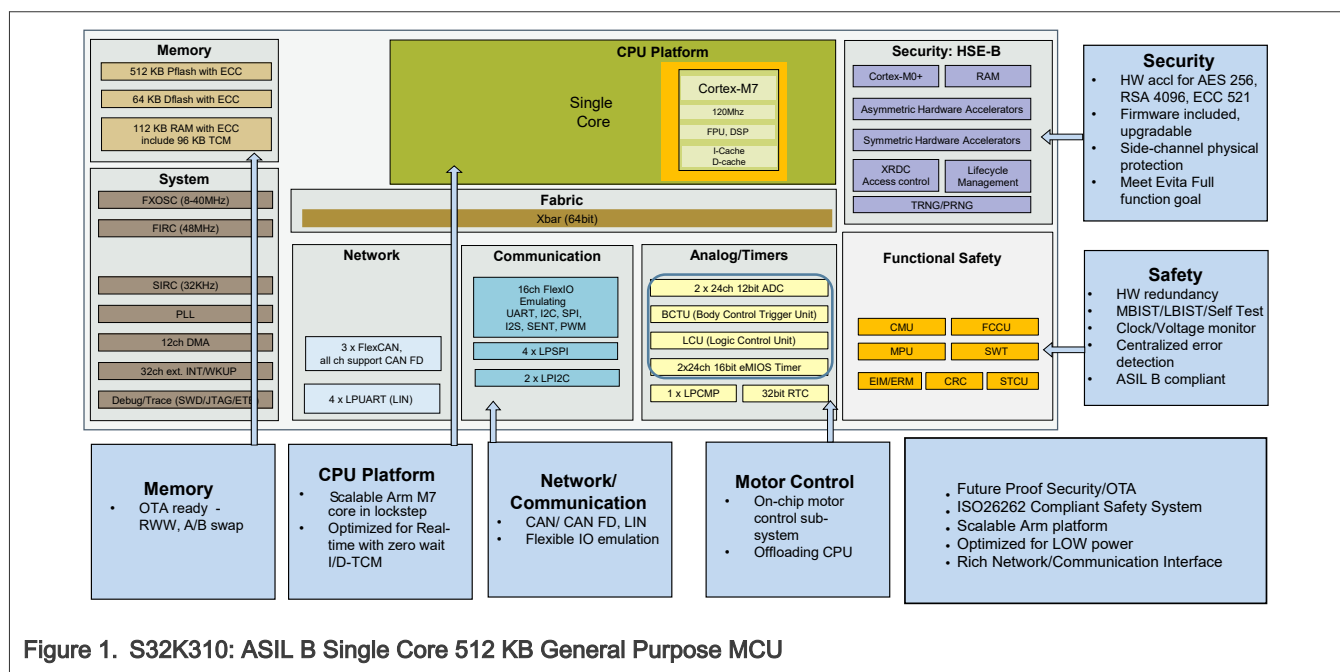 Memory
512 KB Pflash with ECC
64 KB Dflash with ECC
112 KB RAM with ECC
include 96 KB TCM
System
FXOSC (8-40MHz)
FIRC (48MHz)
SIRC (32KHz)
PLL
12ch DMA
32ch ext. INT/WKUP
Debug/Trace (SWD/JTAG/ETB)
CPU Platform
Single
Core
Cortex-M7
120Mhz
FPU, DSP
I-Cache
D-cache
Fabric
Xbar (64bit)
Network
3 x FlexCAN,
all ch support CAN FD
4 x LPUART (LIN)
Communication
16ch FlexIO
Emulating
UART, I2C, SPI,
I2S, SENT, PWM
4 x LPSPI
2 x LPI2C
Analog/Timers
2 x 24ch 12bit ADC
BCTU (Body Control Trigger Unit)
LCU (Logic Control Unit)
2x24ch 16bit eMIOS Timer
1 x LPCMP
32bit RTC
Security: HSE-B
Cortex-M0+
RAM
Asymmetric Hardware Accelerators
Symmetric Hardware Accelerators
XRDC
Access control
Lifecycle
Management
TRNG/PRNG
Functional Safety
CMU
FCCU
MPU
SWT
EIM/ERM
CRC
STCU
Security
• HW accl for AES 256,
RSA 4096, ECC 521
• Firmware included,
upgradable
• Side-channel physical
protection
• Meet Evita Full
function goal
Safety
• HW redundancy
• MBIST/LBIST/Self Test
• Clock/Voltage monitor
• Centralized error
detection
• ASIL B compliant
Memory
• OTA ready -
RWW, A/B swap
CPU Platform
• Scalable Arm M7
core in lockstep
• Optimized for Real-
time with zero wait
I/D-TCM
Network/
Communication
• CAN/ CAN FD, LIN
• Flexible IO emulation
Motor Control
• On-chip motor
control sub-
system
• Offloading CPU
• Future Proof Security/OTA
• ISO26262 Compliant Safety System
• Scalable Arm platform
• Optimized for LOW power
• Rich Network/Communication Interface
Figure 1. S32K310: ASIL B Single Core 512 KB General Purpose MCU